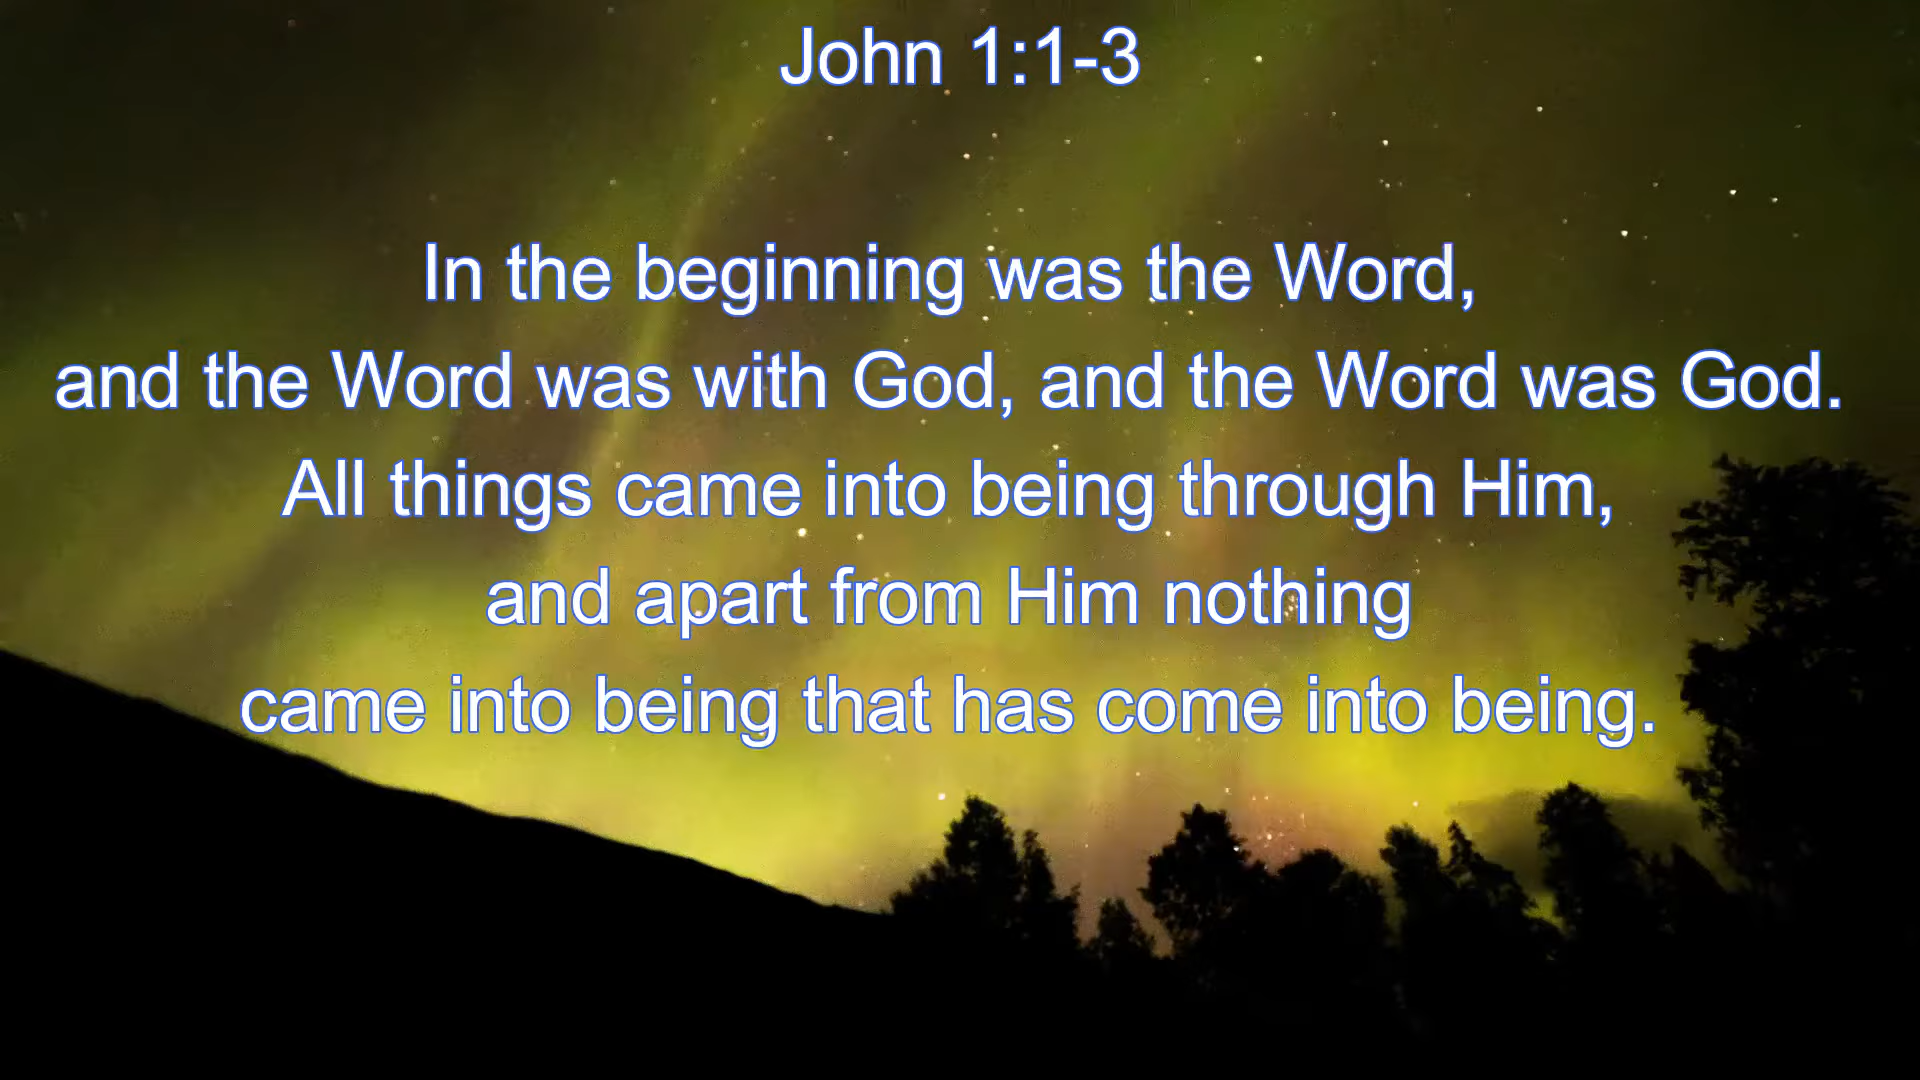 John 1:1-3
In the beginning was the Word,
and the Word was with God, and the Word was God.
All things came into being through Him,
and apart from Him nothing
came into being that has come into being.